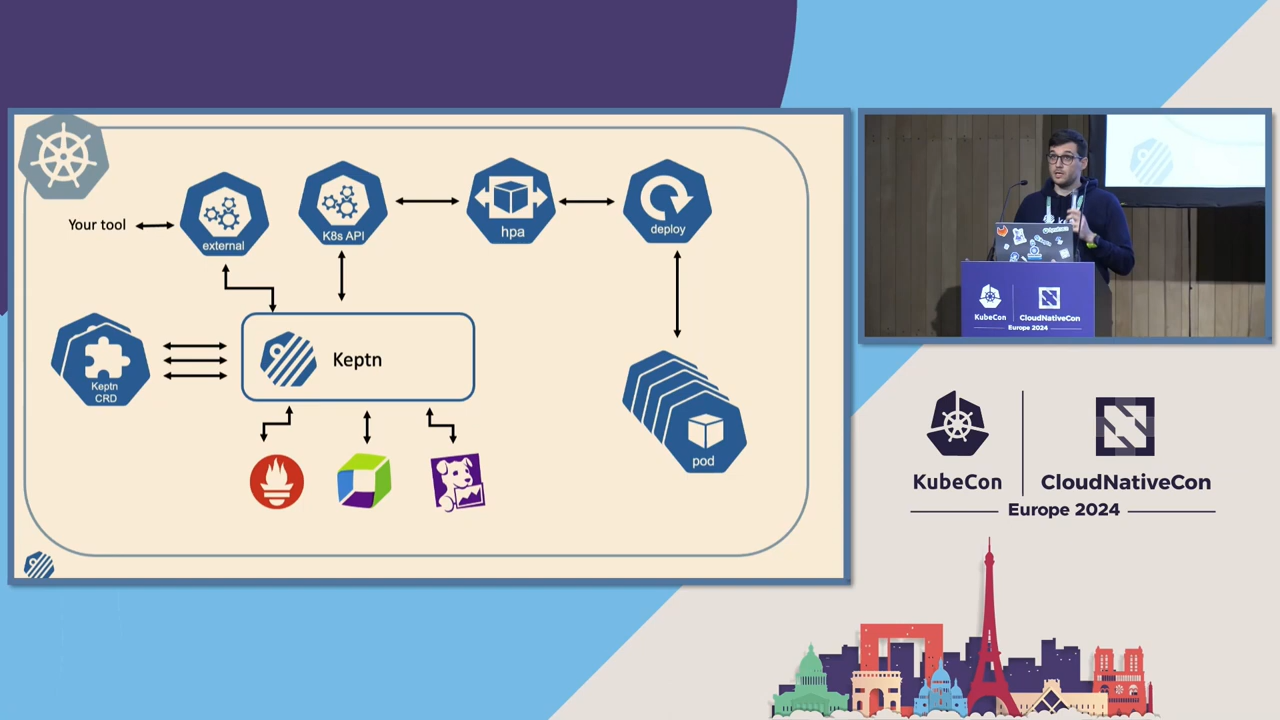 Your tool
external
K8s API
hpa
deploy
Keptn
CRD
Keptn
pod
KubeCon
CloudNativeCon
Europe 2024
KubeCon
CloudNativeCon
Europe 2024